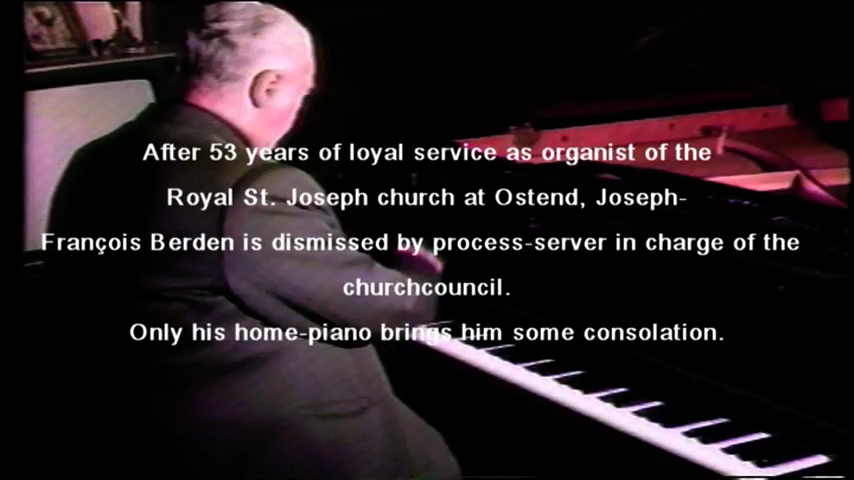 After 53 years of loyal service as organist of the
Royal St. Joseph church at Ostend, Joseph-
François Berden is dismissed by process-server in charge of the
churchcouncil.
Only his home-piano brings him some consolation.